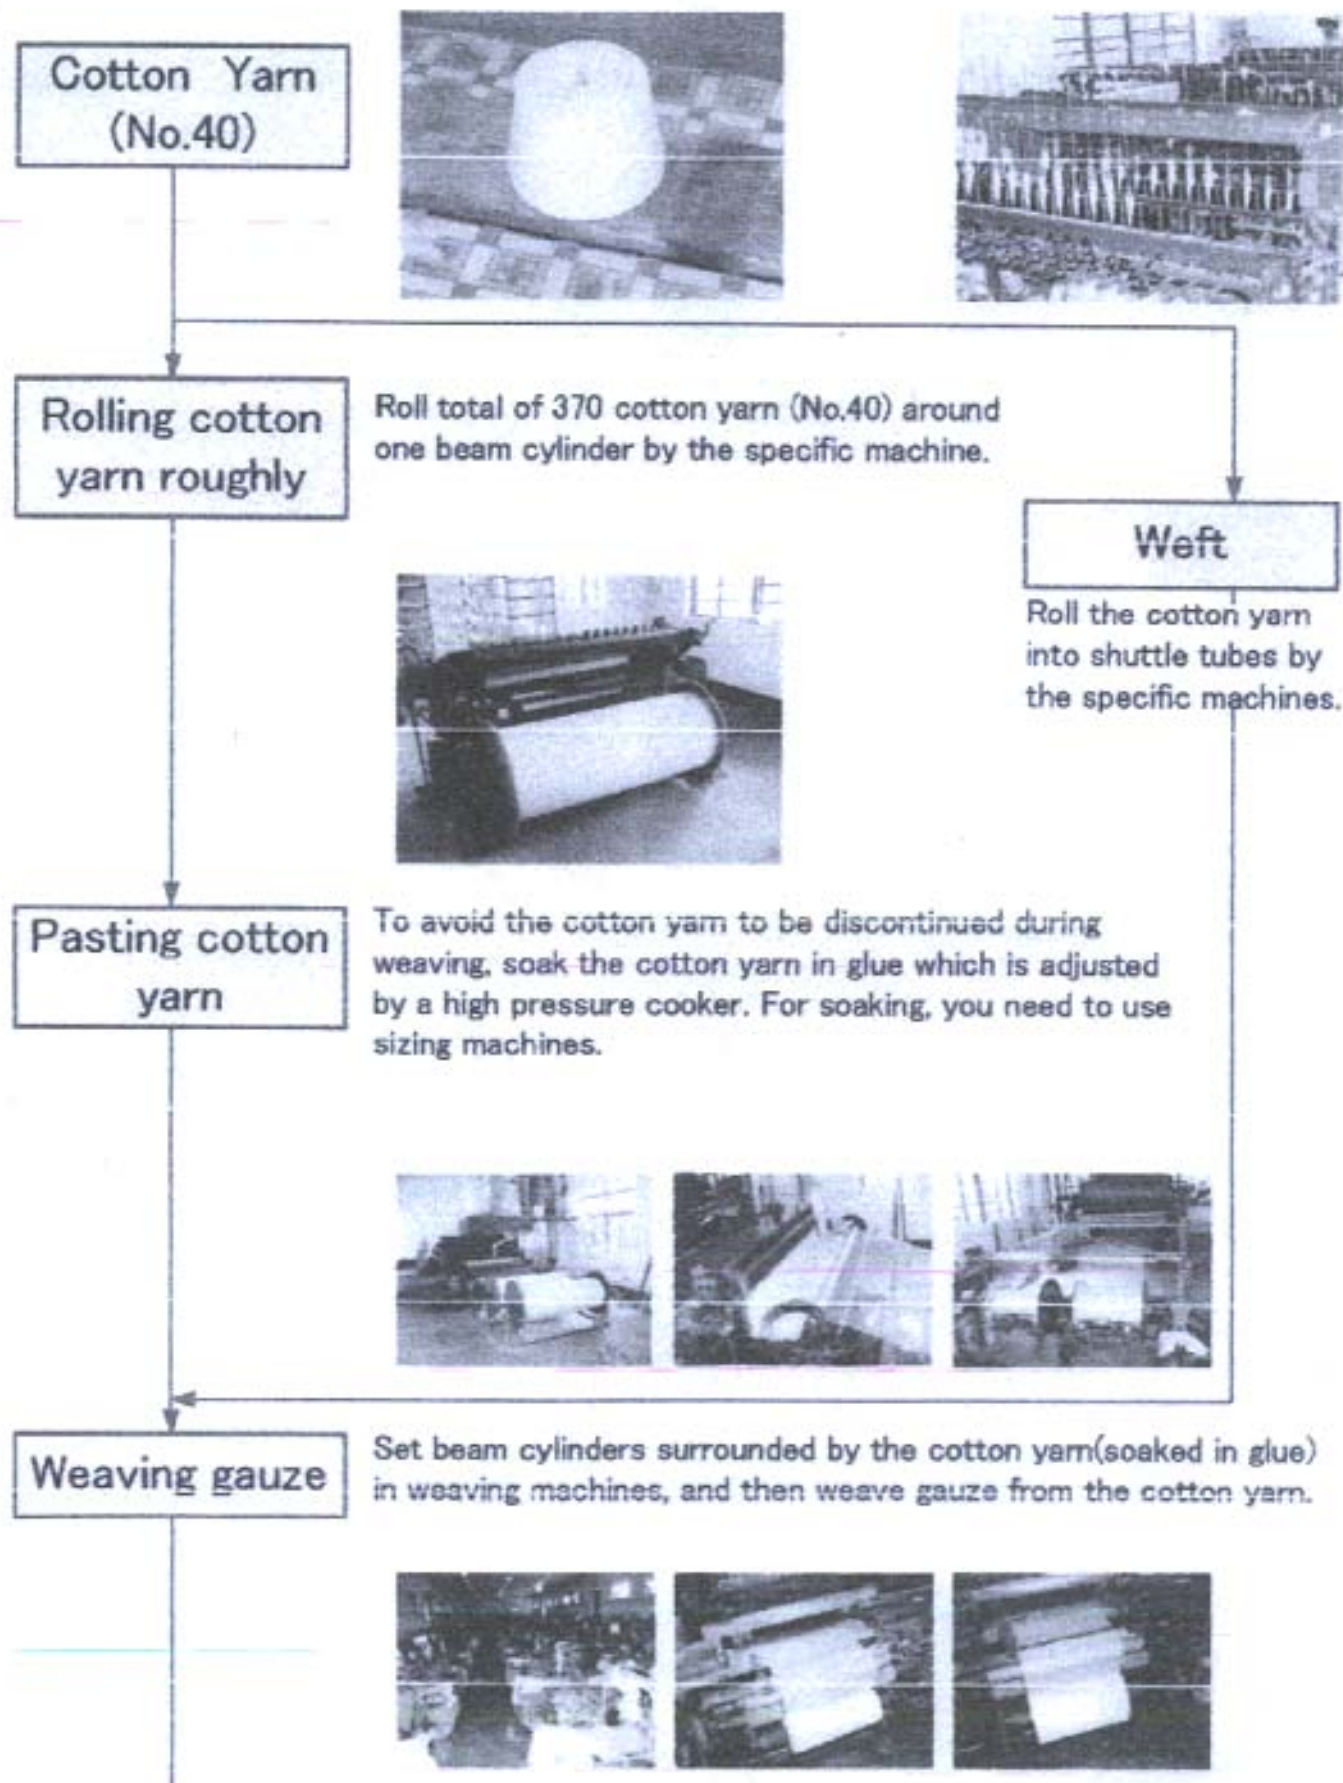 Cotton Yarn
(No.40)
Rolling cotton
yarn roughly
Roll total of 370 cotton yarn (No.40) around
one beam cylinder by the specific machine.
Weft
Roll the cotton yarn
into shuttle tubes by
the specific machines.
Pasting cotton
yarn
To avoid the cotton yarn to be discontinued during
weaving, soak the cotton yarn in glue which is adjusted
by a high pressure cooker. For soaking, you need to use
sizing machines.
Weaving gauze
Set beam cylinders surrounded by the cotton yarn(soaked in glue)
in weaving machines, and then weave gauze from the cotton yarn.